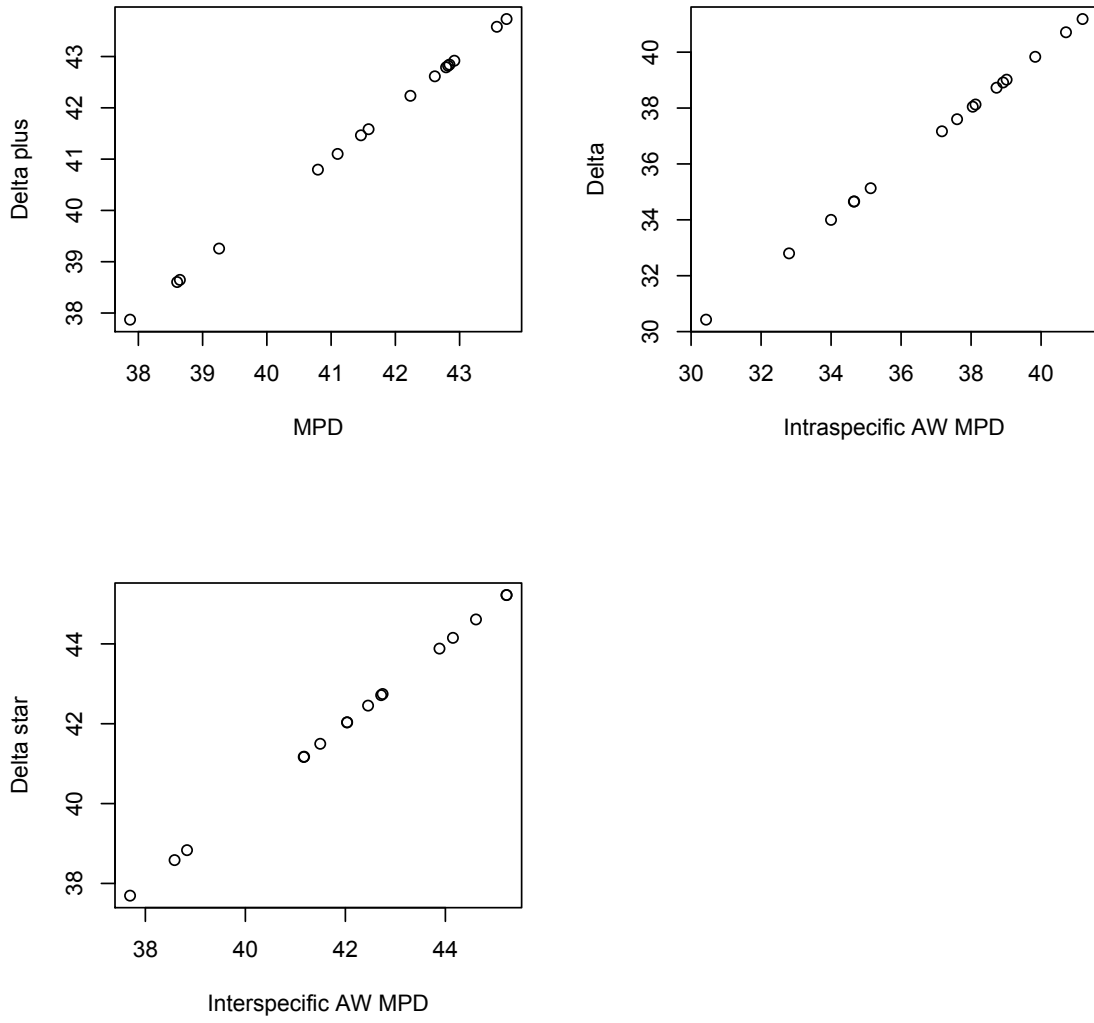 Delta plus
43
42
41
40
39
38
38 39 40 41 42 43
MPD
Delta
40
38
36
34
32
30
30 32 34 36 38 40
Intraspecific AW MPD
Delta star
44
42
40
38
38 40 42 44
Interspecific AW MPD